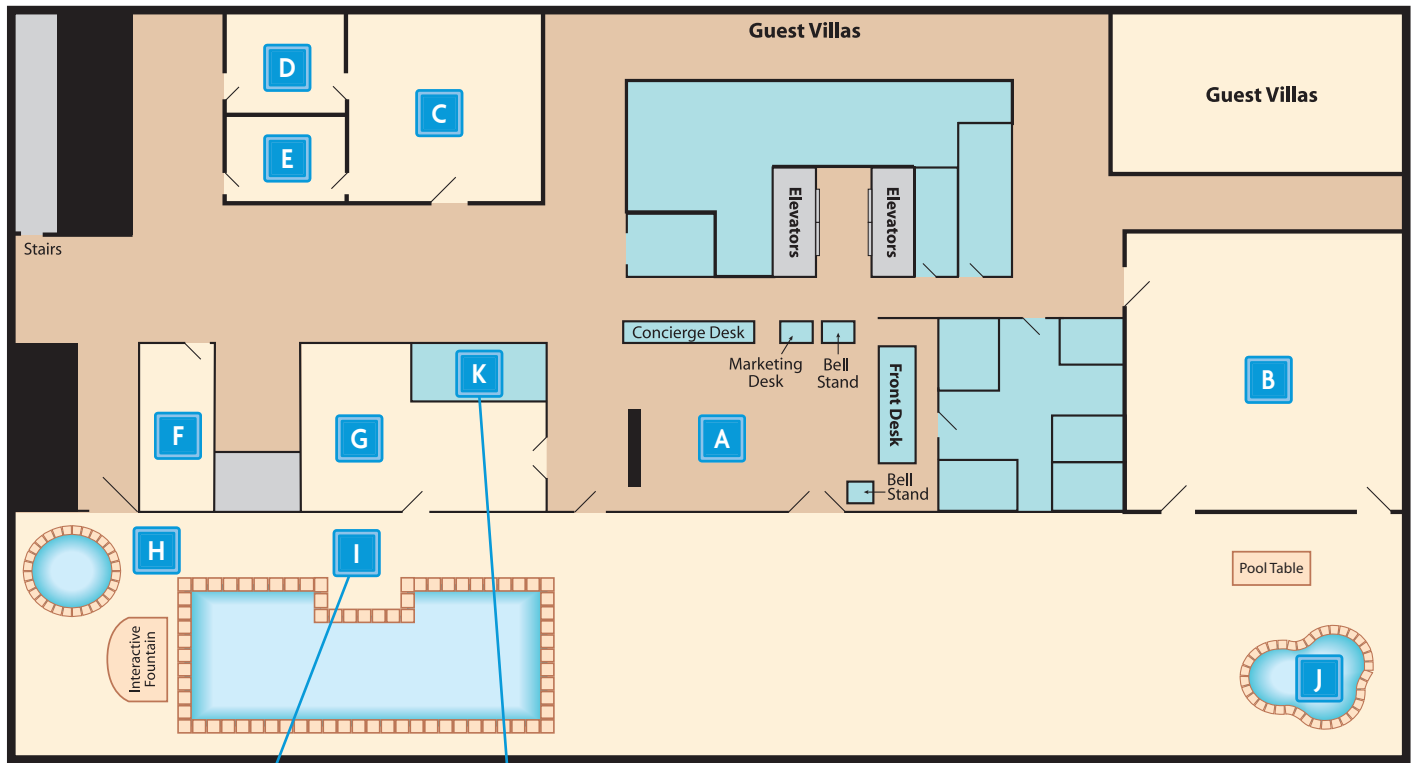 Guest Villas
Guest Villas
D
C
E
Elevators
Elevators
Stairs
Concierge Desk
Marketing
Desk
Bell
Stand
Front Desk
K
B
F
G
A
Bell
Stand
H
I
Pool Table
Interactive
Fountain
J